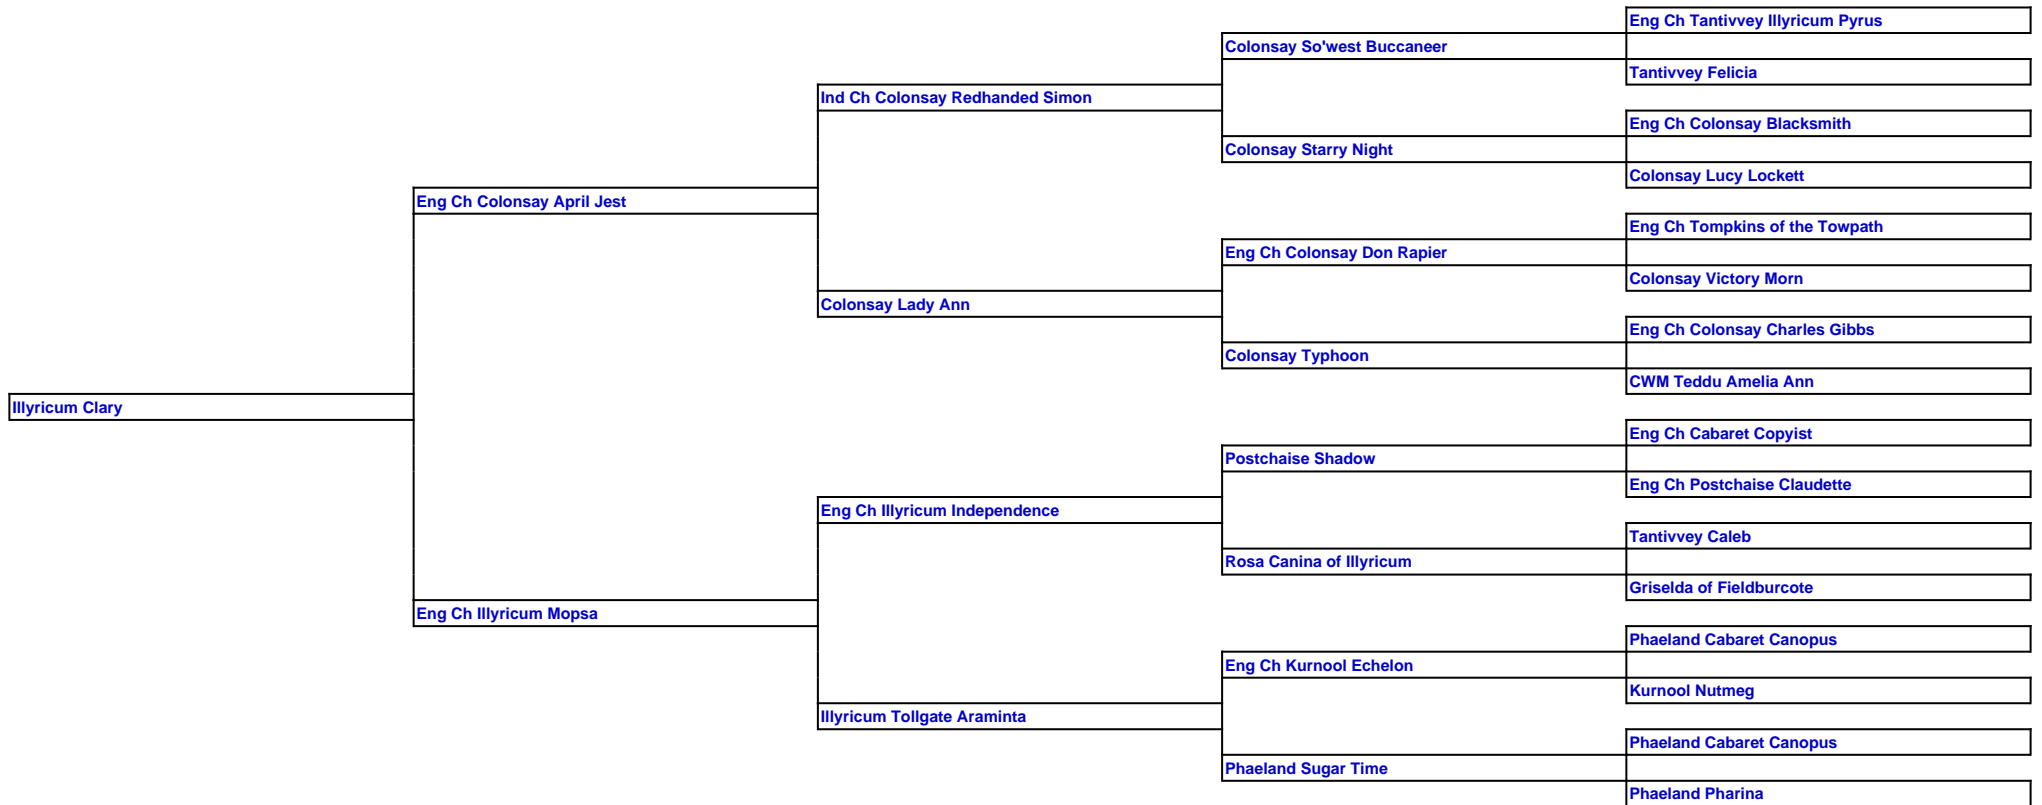 Eng Ch Tantivvey Illyricum Pyrus
Colonsay So'west Buccaneer
Tantivvey Felicia
Ind Ch Colonsay Redhanded Simon
Eng Ch Colonsay Blacksmith
Colonsay Starry Night
Colonsay Lucy Lockett
Eng Ch Colonsay April Jest
Eng Ch Tompkins of the Towpath
Eng Ch Colonsay Don Rapier
Colonsay Victory Morn
Colonsay Lady Ann
Eng Ch Colonsay Charles Gibbs
Colonsay Typhoon
CWM Teddu Amelia Ann
Illyricum Clary
Eng Ch Cabaret Copyist
Postchaise Shadow
Eng Ch Postchaise Claudette
Eng Ch Illyricum Independence
Tantivvey Caleb
Rosa Canina of Illyricum
Griselda of Fieldburcote
Eng Ch Illyricum Mopsa
Phaeland Cabaret Canopus
Eng Ch Kurnool Echelon
Kurnool Nutmeg
Illyricum Tollgate Araminta
Phaeland Cabaret Canopus
Phaeland Sugar Time
Phaeland Pharina